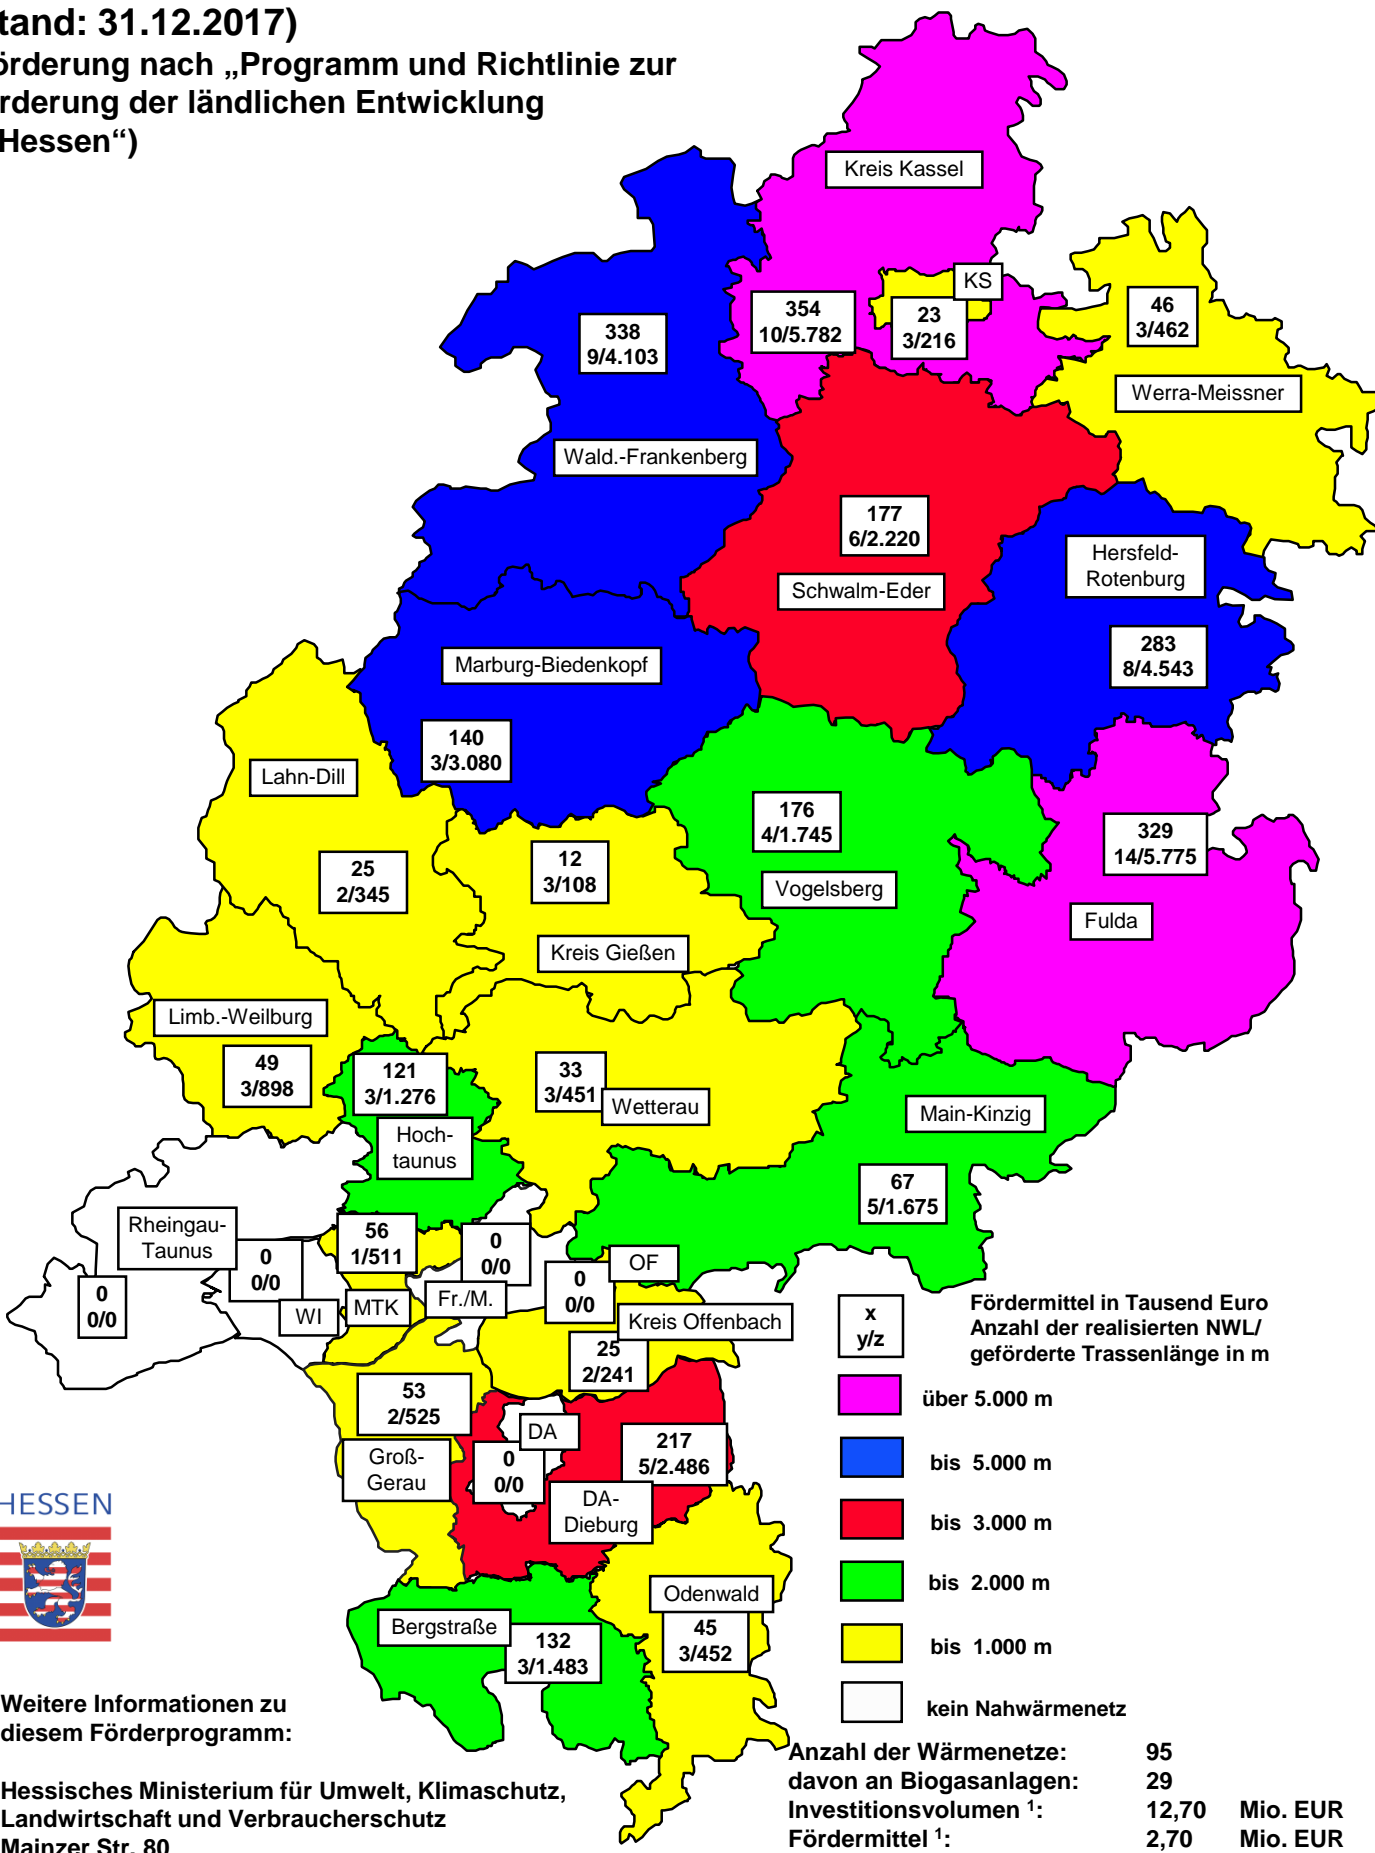 tand: 31.12.2017)
örderung nach „Programm und Richtlinie zur
rderung der ländlichen Entwicklung
Hessen“)
Kreis Kassel
KS
354
10/5.782
23
3/216
46
3/462
338
9/4.103
Werra-Meissner
Wald.-Frankenberg
177
6/2.220
Hersfeld-
Rotenburg
Schwalm-Eder
283
8/4.543
Marburg-Biedenkopf
140
3/3.080
Lahn-Dill
176
4/1.745
329
14/5.775
25
2/345
12
3/108
Vogelsberg
Fulda
Kreis Gießen
Limb.-Weilburg
49
3/898
121
3/1.276
33
3/451
Wetterau
Main-Kinzig
Hoch-
taunus
67
5/1.675
Rheingau-
Taunus
56
1/511
0
0/0
0
0/0
0
0/0
OF
0
0/0
WI
MTK
Fr./M.
Kreis Offenbach
25
2/241
x
y/z
Fördermittel in Tausend Euro
Anzahl der realisierten NWL/
geförderte Trassenlänge in m
53
2/525
über 5.000 m
DA
217
5/2.486
0
0/0
Groß-
Gerau
bis 5.000 m
DA-
Dieburg
HESSEN
bis 3.000 m
bis 2.000 m
Odenwald
45
3/452
Bergstraße
132
3/1.483
bis 1.000 m
kein Nahwärmenetz
Weitere Informationen zu
diesem Förderprogramm:
Hessisches Ministerium für Umwelt, Klimaschutz,
Landwirtschaft und Verbraucherschutz
Mainzer Str. 80
Anzahl der Wärmenetze: 95
davon an Biogasanlagen: 29
Investitionsvolumen ¹: 12,70 Mio. EUR
Fördermittel ¹: 2,70 Mio. EUR